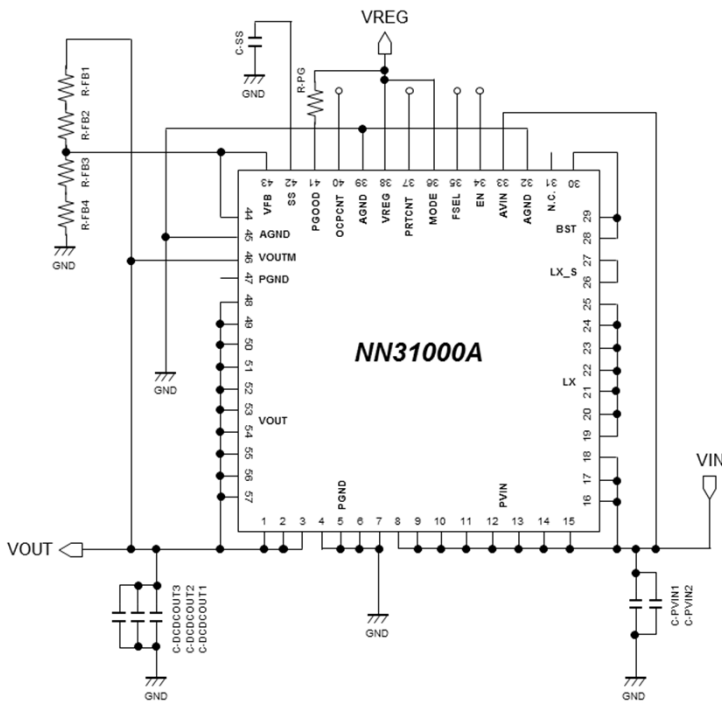 VREG
C-SS
GND
R-PG
R-FB1
R-FB2
R-FB3
R-FB4
GND
43
42
41
40
39
38
37
36
35
34
33
32
31
30
VFB
SS
PGOOD
OCPCNT
AGND
VREG
PRTCNT
MODE
FSEL
EN
AVIN
AGND
N.C.
44
45
AGND
46
VOUTM
47
PGND
48
49
50
51
52
53
VOUT
54
55
56
57
GND
NN31000A
29
BST
28
27
LX_S
26
25
24
23
22
LX
21
20
19
18
17
16
PGND
PVIN
1
2
3
4
5
6
7
8
9
10
11
12
13
14
15
VIN
VOUT
C-DCDCOUT3
C-DCDCOUT2
C-DCDCOUT1
GND
GND
C-PVIN1
C-PVIN2
GND